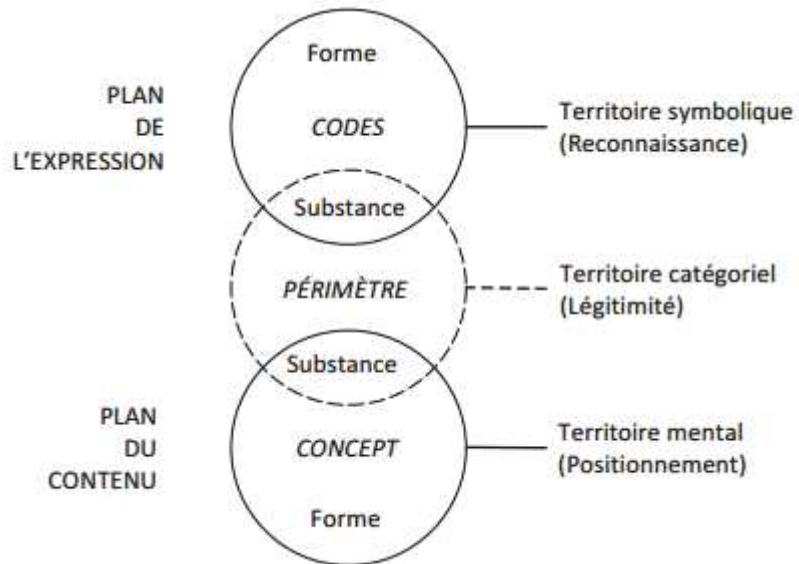 Forme
PLAN
DE
L'EXPRESSION
CODES
Territoire symbolique
(Reconnaissance)
Substance
PÉRIMÈTRE
Territoire catégoriel
(Légitimité)
Substance
PLAN
DU
CONTENU
CONCEPT
Territoire mental
(Positionnement)
Forme